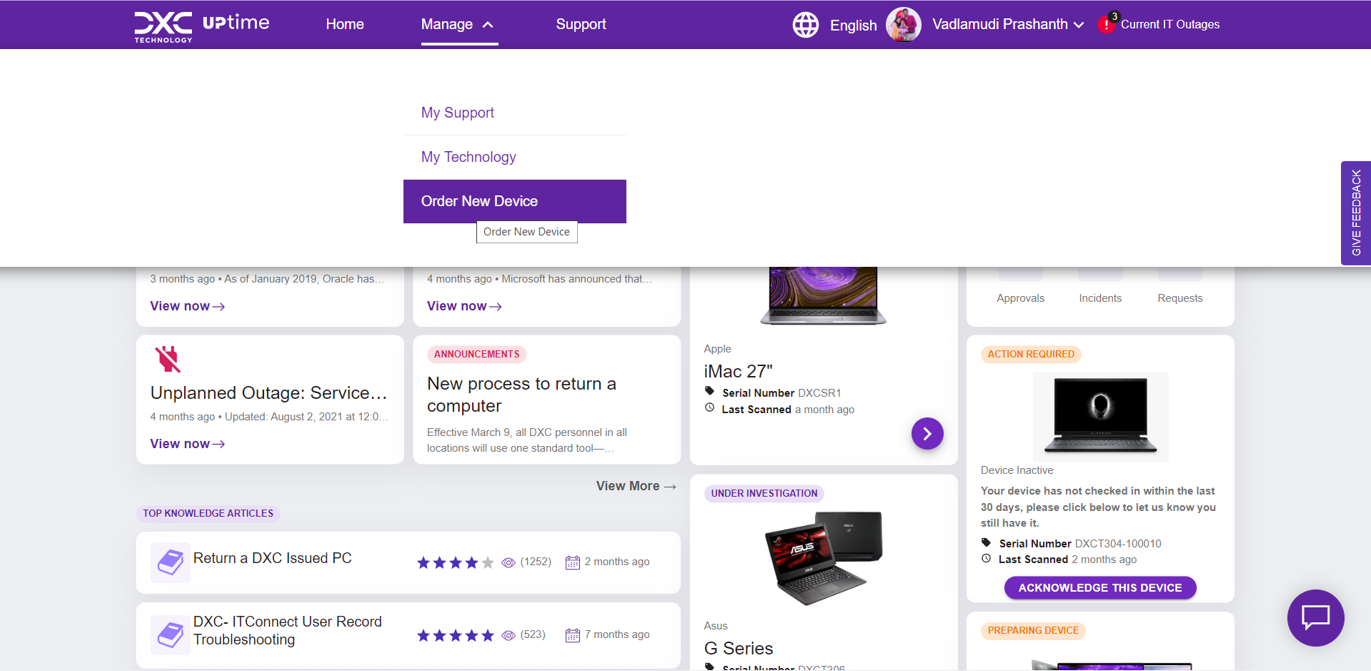 DXC TECHNOLOGY UPtime
Home
Manage
Support
English
Vadlamudi Prashanth
3
Current IT Outages
My Support
My Technology
Order New Device
Order New Device
GIVE FEEDBACK
3 months ago • As of January 2019, Oracle has...
View now→
4 months ago • Microsoft has announced that...
View now→
Unplanned Outage: Service...
4 months ago • Updated: August 2, 2021 at 12:0...
View now→
ANNOUNCEMENTS
New process to return a
computer
Effective March 9, all DXC personnel in all
locations will use one standard tool—...
View More →
TOP KNOWLEDGE ARTICLES
Return a DXC Issued PC
(1252)
2 months ago
DXC- ITConnect User Record
Troubleshooting
(523)
7 months ago
Apple
iMac 27"
Serial Number DXCSR1
Last Scanned a month ago
UNDER INVESTIGATION
ASUS
Asus
G Series
Serial Number DXCT306
Approvals
Incidents
Requests
ACTION REQUIRED
Device Inactive
Your device has not checked in within the last
30 days, please click below to let us know you
still have it.
Serial Number DXCT304-100010
Last Scanned 2 months ago
ACKNOWLEDGE THIS DEVICE
PREPARING DEVICE